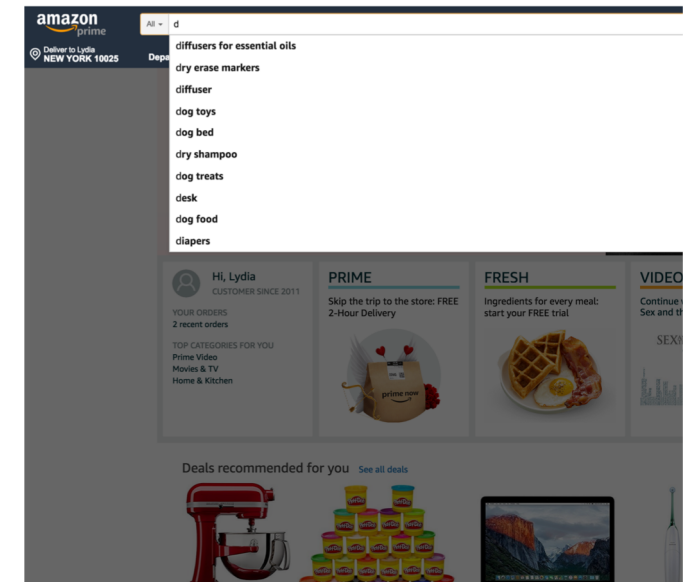 amazon
prime
All
d
Deliver to Lydia
NEW YORK 10025
Depa
diffusers for essential oils
dry erase markers
diffuser
dog toys
dog bed
dry shampoo
dog treats
desk
dog food
diapers
Hi, Lydia
CUSTOMER SINCE 2011
YOUR ORDERS
2 recent orders
TOP CATEGORIES FOR YOU
Prime Video
Movies & TV
Home & Kitchen
PRIME
Skip the trip to the store: FREE
2-Hour Delivery
prime now
FRESH
Ingredients for every meal:
start your FREE trial
VIDEO
Continue
Sex and th
SEX
Deals recommended for you See all deals